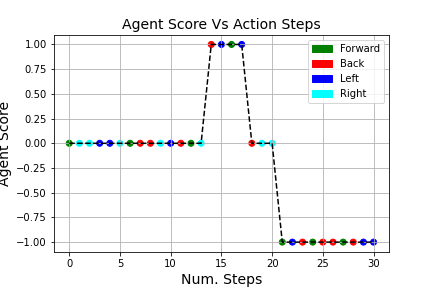 Agent Score Vs Action Steps
Agent Score
1.00
0.75
0.50
0.25
0.00
−0.25
−0.50
−0.75
−1.00
Forward
Back
Left
Right
0 5 10 15 20 25 30
Num. Steps